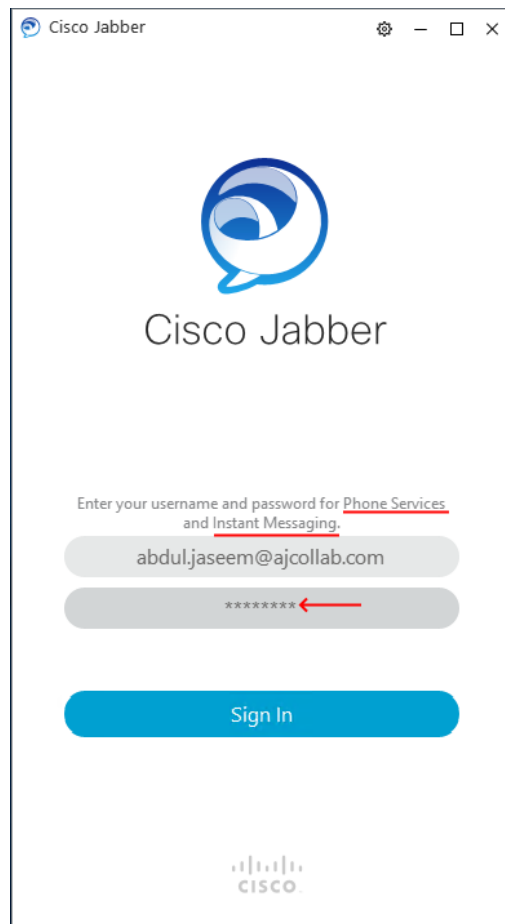 Cisco Jabber
Cisco Jabber
Enter your username and password for Phone Services
and Instant Messaging.
abdul.jaseem@ajcollab.com
********
Sign In
CISCO.